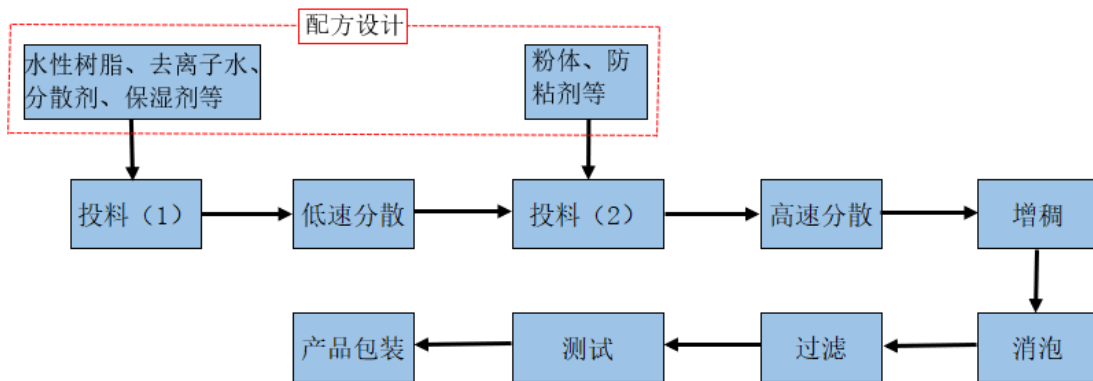 配方设计
水性树脂、去离子水、
分散剂、保湿剂等
粉体、防
粘剂等
投料（1）
低速分散
投料（2）
高速分散
增稠
产品包装
测试
过滤
消泡